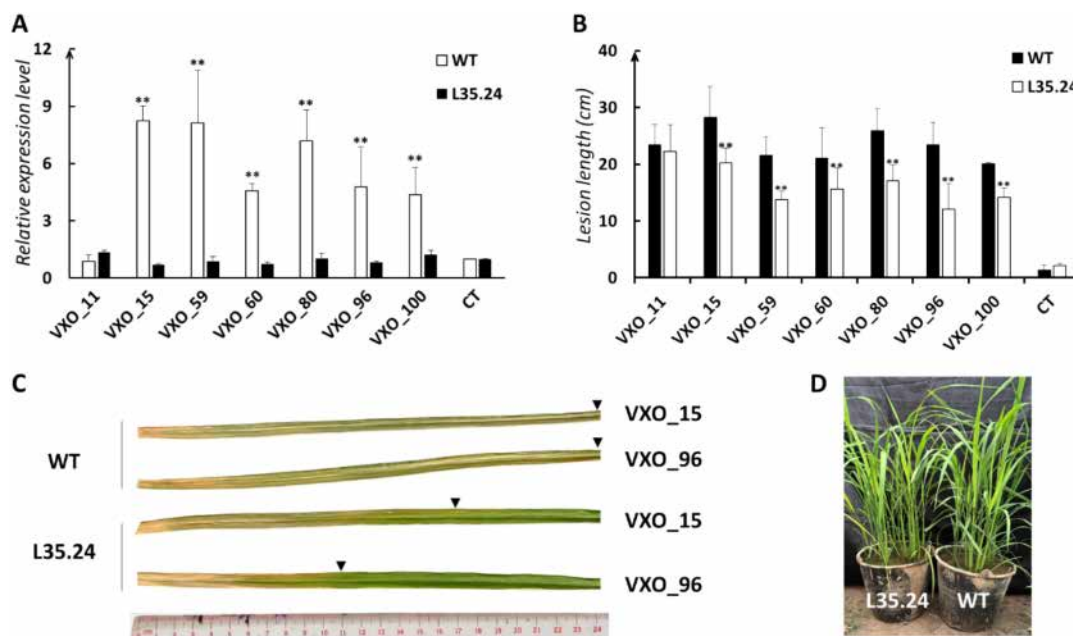 A
Relative expression level
12
9
6
3
0
WT
L35.24
**
**
**
**
**
**
VXO_11
VXO_15
VXO_59
VXO_60
VXO_80
VXO_96
VXO_100
CT
B
Lesion length (cm)
40
30
20
10
0
WT
L35.24
**
**
**
**
**
**
VXO_11
VXO_15
VXO_59
VXO_60
VXO_80
VXO_96
VXO_100
CT
C
WT
VXO_15
VXO_96
L35.24
VXO_15
VXO_96
D
L35.24 WT